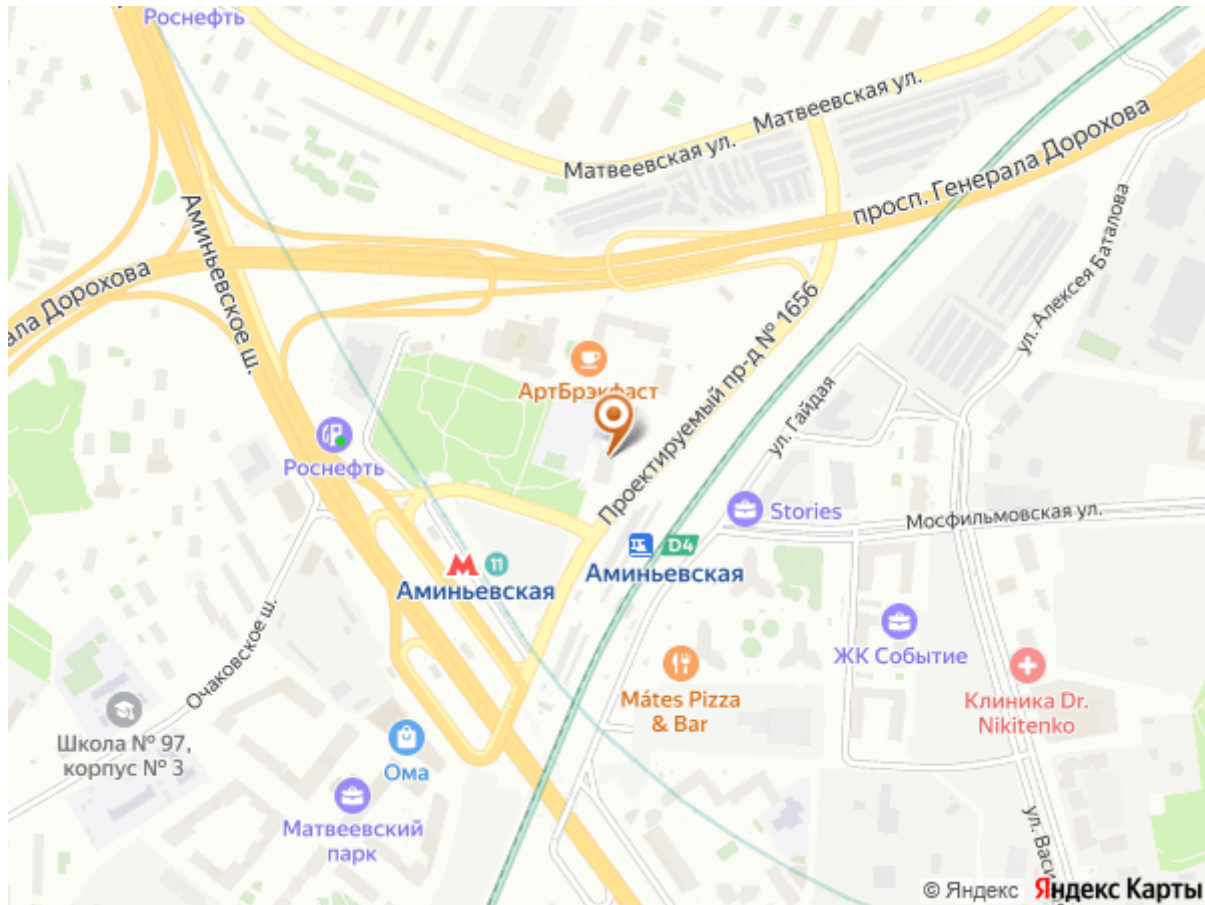 Роснефть
Матвеевская ул.
Матвеевская ул.
просп. Генерала Дорохова
Аминьевское ш.
ала Дорохова
ул. Алексея Баталова
АртБрэкфаст
Проектируемый пр-д № 1656
ул. Гайдая
Роснефть
Stories
Мосфильмовская ул.
D4
Аминьевская
М 11
Аминьевская
Очаковское ш.
ЖК Событие
Mátes Pizza
& Bar
Клиника Dr.
Nikitenko
Школа № 97,
корпус № 3
Ома
Матвеевский
парк
ул. Васи
© Яндекс Яндекс Карты